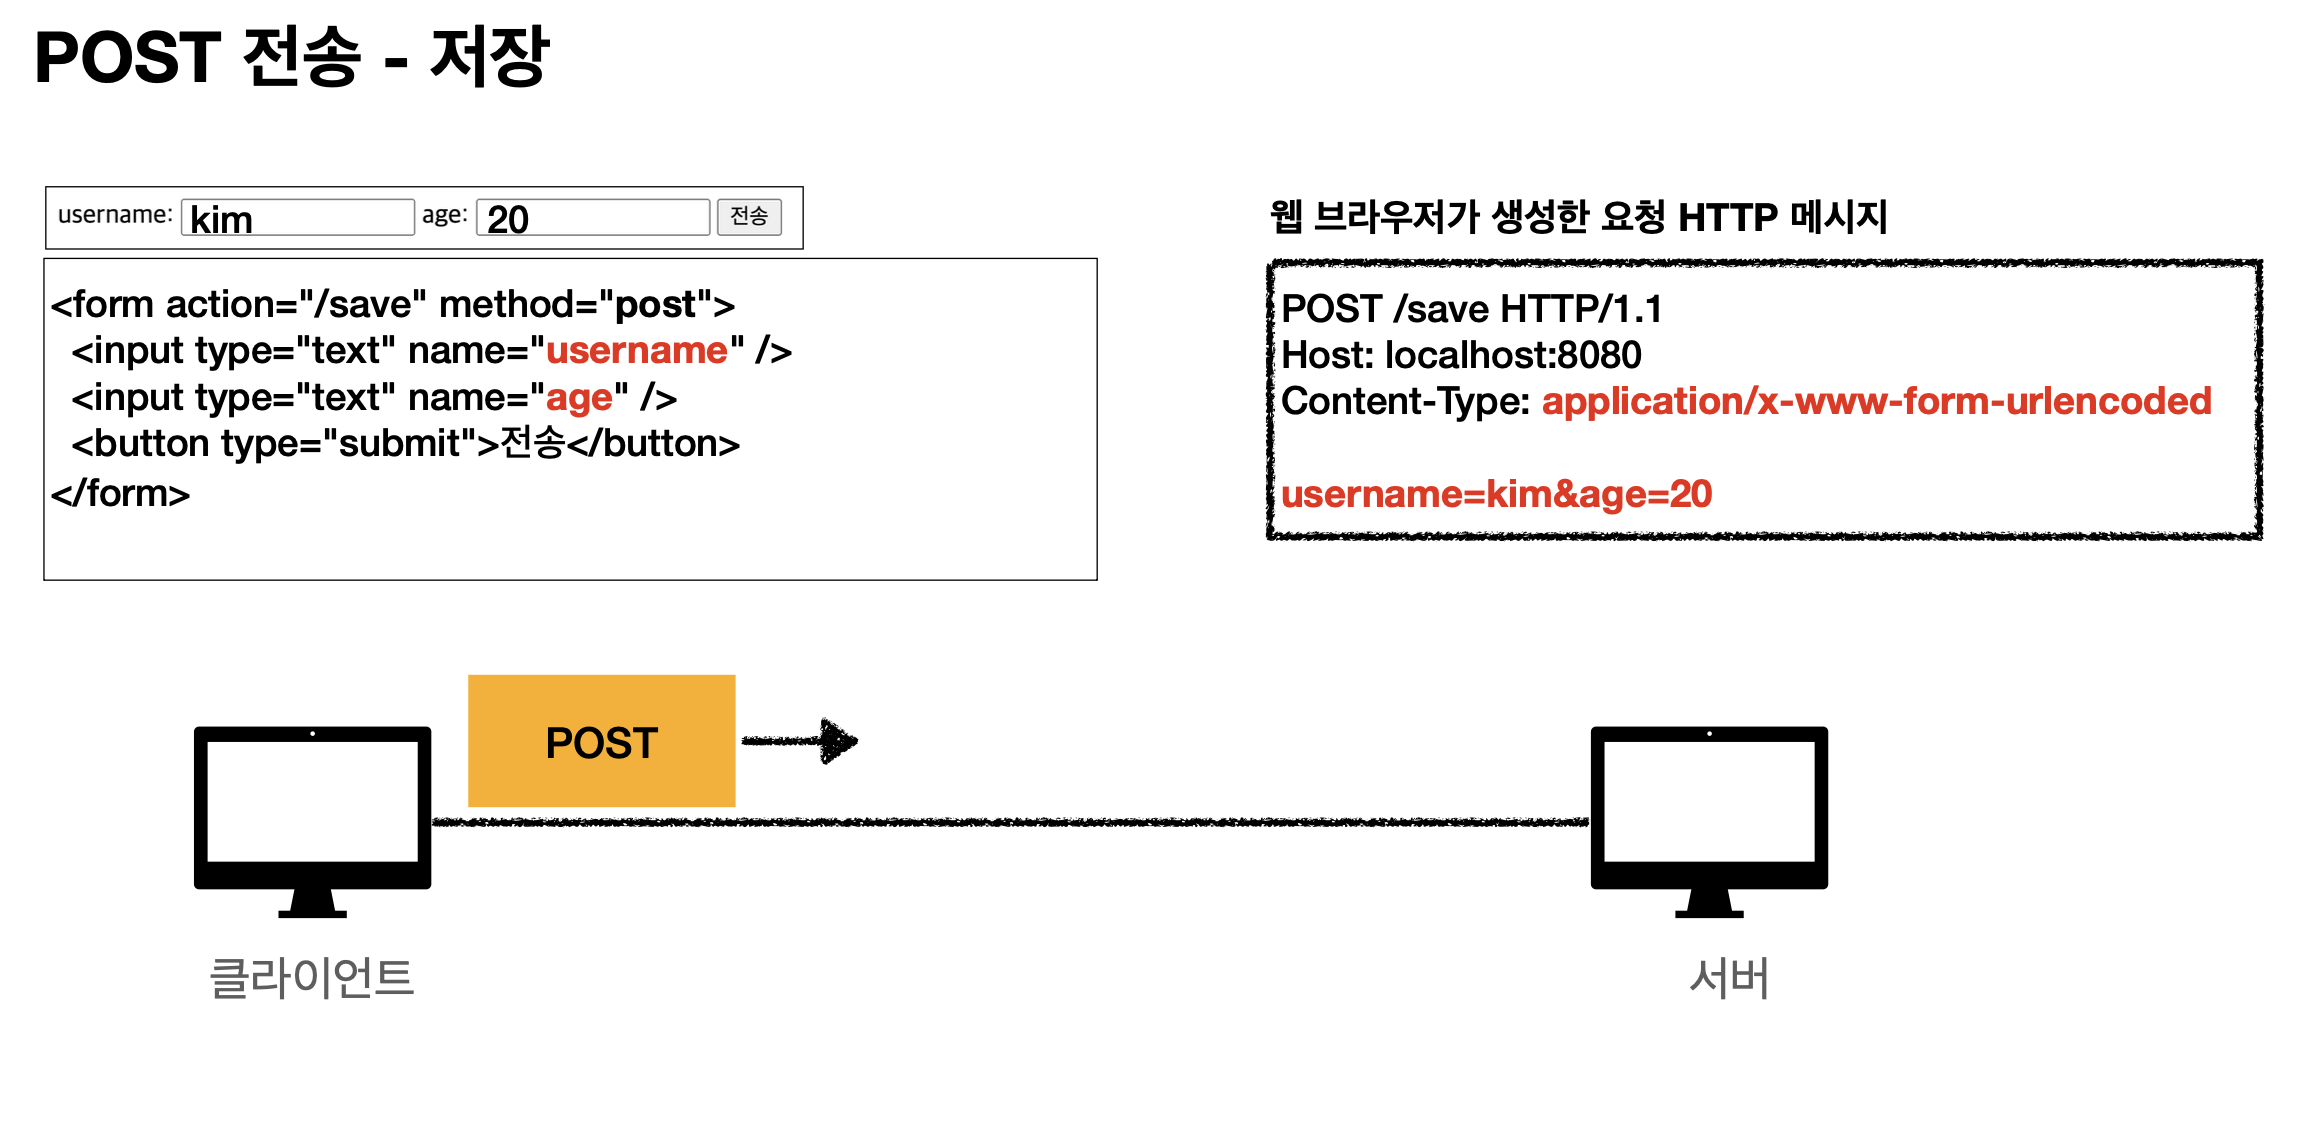 POST 전송 - 저장
username: kim age: 20 전송
<form action="/save" method="post">
<input type="text" name="username" />
<input type="text" name="age" />
<button type="submit">전송</button>
</form>
웹 브라우저가 생성한 요청 HTTP 메시지
POST /save HTTP/1.1
Host: localhost:8080
Content-Type: application/x-www-form-urlencoded
username=kim&age=20
POST
클라이언트
서버